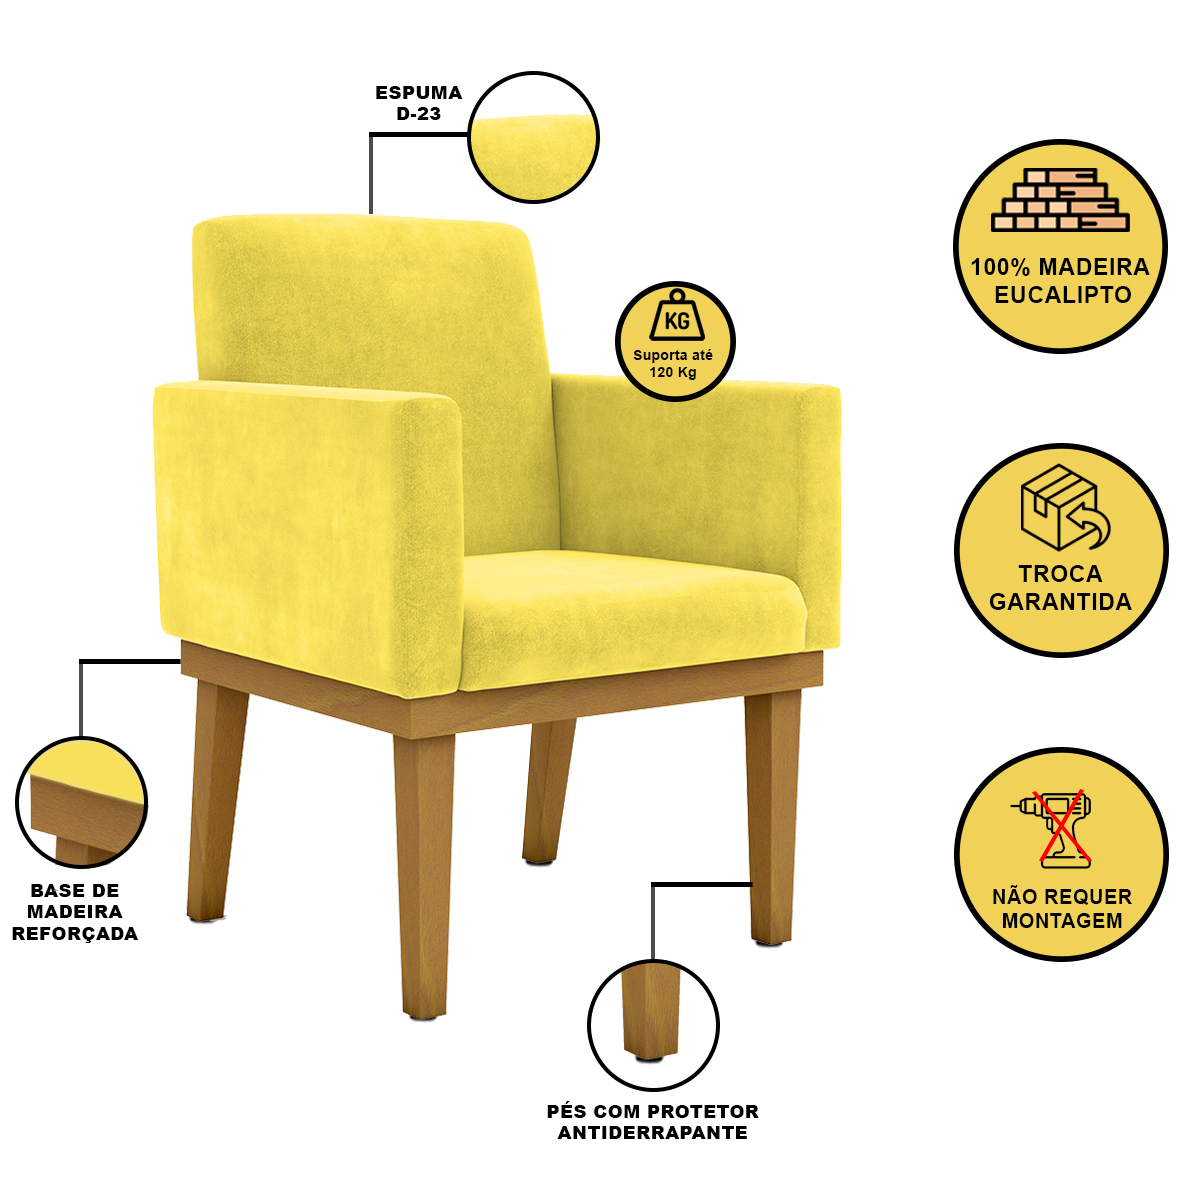 ESPUMA
D-23
KG
Suporta até
120 Kg
100% MADEIRA
EUCALIPTO
TROCA
GARANTIDA
NÃO REQUER
MONTAGEM
BASE DE
MADEIRA
REFORÇADA
PÉS COM PROTETOR
ANTIDERRAPANTE